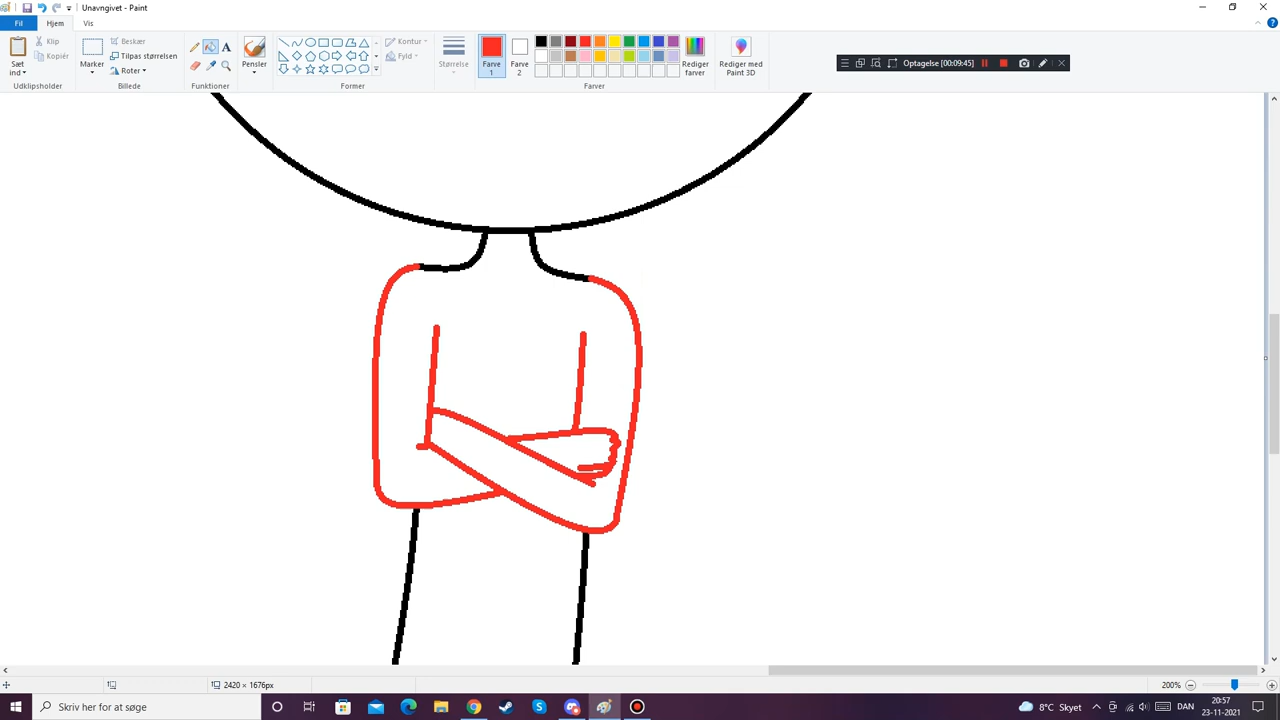 Unavngivet - Paint
Fil
Hjem
Vis
Sæt
ind
Klip
Kopiér
Udklipsholder
Marker
Beskær
Tilpas størrelsen
Roter
Billede
A
Funktioner
Pensler
Kontur
Fyld
Former
Størrelse
Farve
1
Farve
2
Rediger
farver
Farver
Rediger med
Paint 3D
Optagelse [00:09:45]
2420 × 1676px
200%
Skriv her for at søge
8°C Skyet
DAN
20:57
23-11-2021